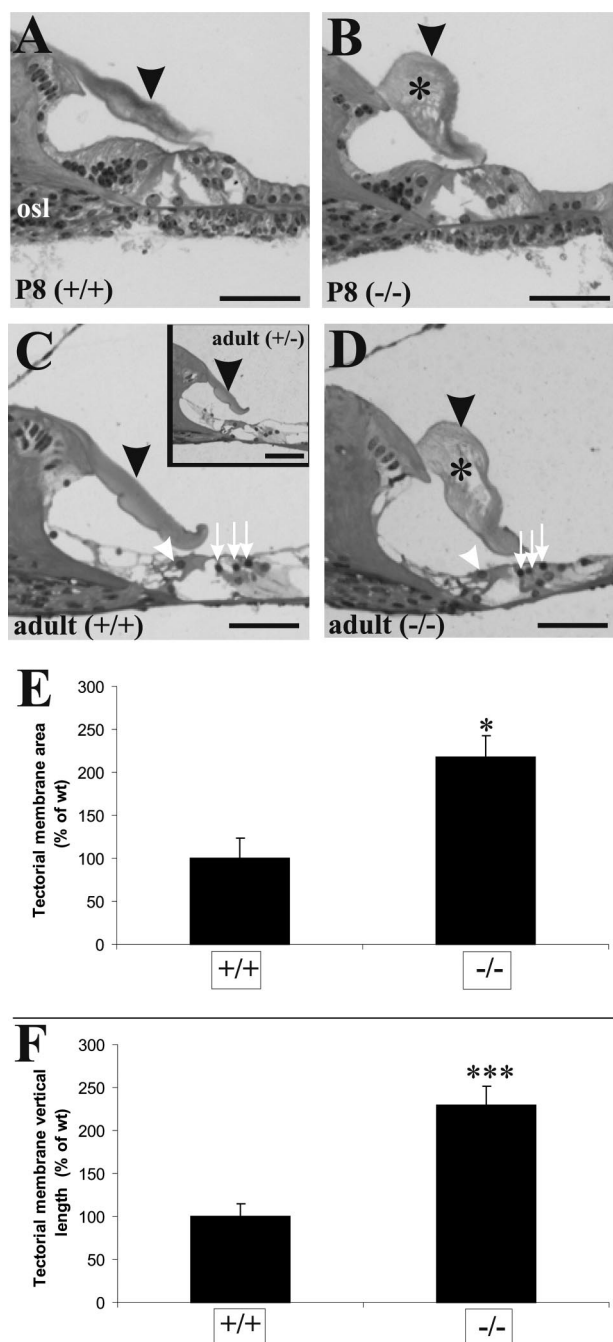 A
*
B
osl
P8 (+/+)
P8 (-/-)
C
adult (+/-)
D
*
adult (+/+)
adult (-/-)
E
Tectorial membrane area
(% of wt)
300
250
200
150
100
50
0
*
+/+
-/-
F
Tectorial membrane vertical
length (% of wt)
300
250
200
150
100
50
0
***
+/+
-/-